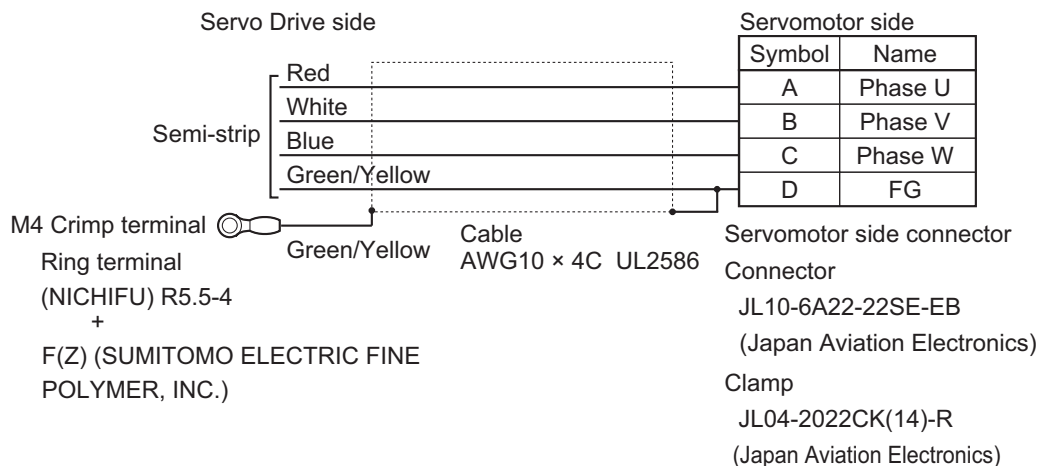 Servo Drive side
Servomotor side
Symbol Name
A Phase U
B Phase V
C Phase W
D FG
Red
White
Blue
Green/Yellow
Semi-strip
M4 Crimp terminal
Green/Yellow
Ring terminal
(NICHIFU) R5.5-4
+
F(Z) (SUMITOMO ELECTRIC FINE
POLYMER, INC.)
Cable
AWG10 × 4C UL2586
Servomotor side connector
Connector
JL10-6A22-22SE-EB
(Japan Aviation Electronics)
Clamp
JL04-2022CK(14)-R
(Japan Aviation Electronics)